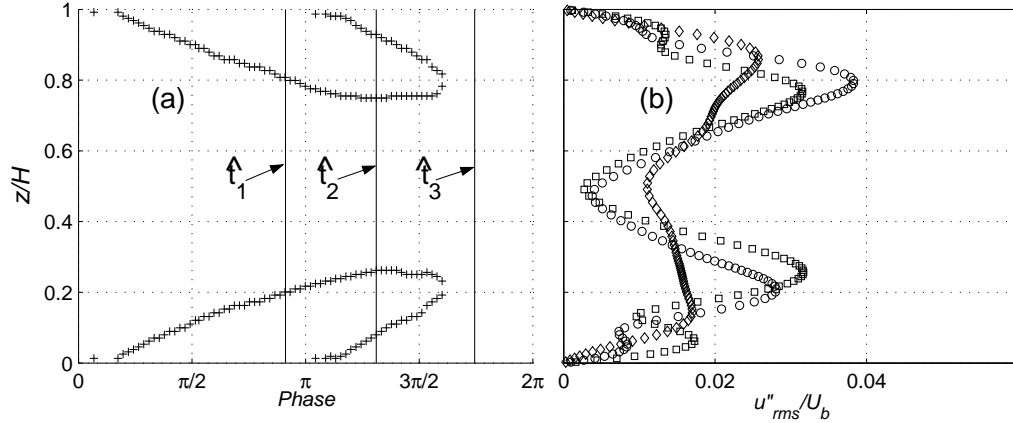 1
0.8
0.6
0.4
0.2
0
z/H
(a)
t̂1
t̂2
t̂3
0
π/2
π
3π/2
2π
Phase
(b)
0
0.02
0.04
u"rms/Ub